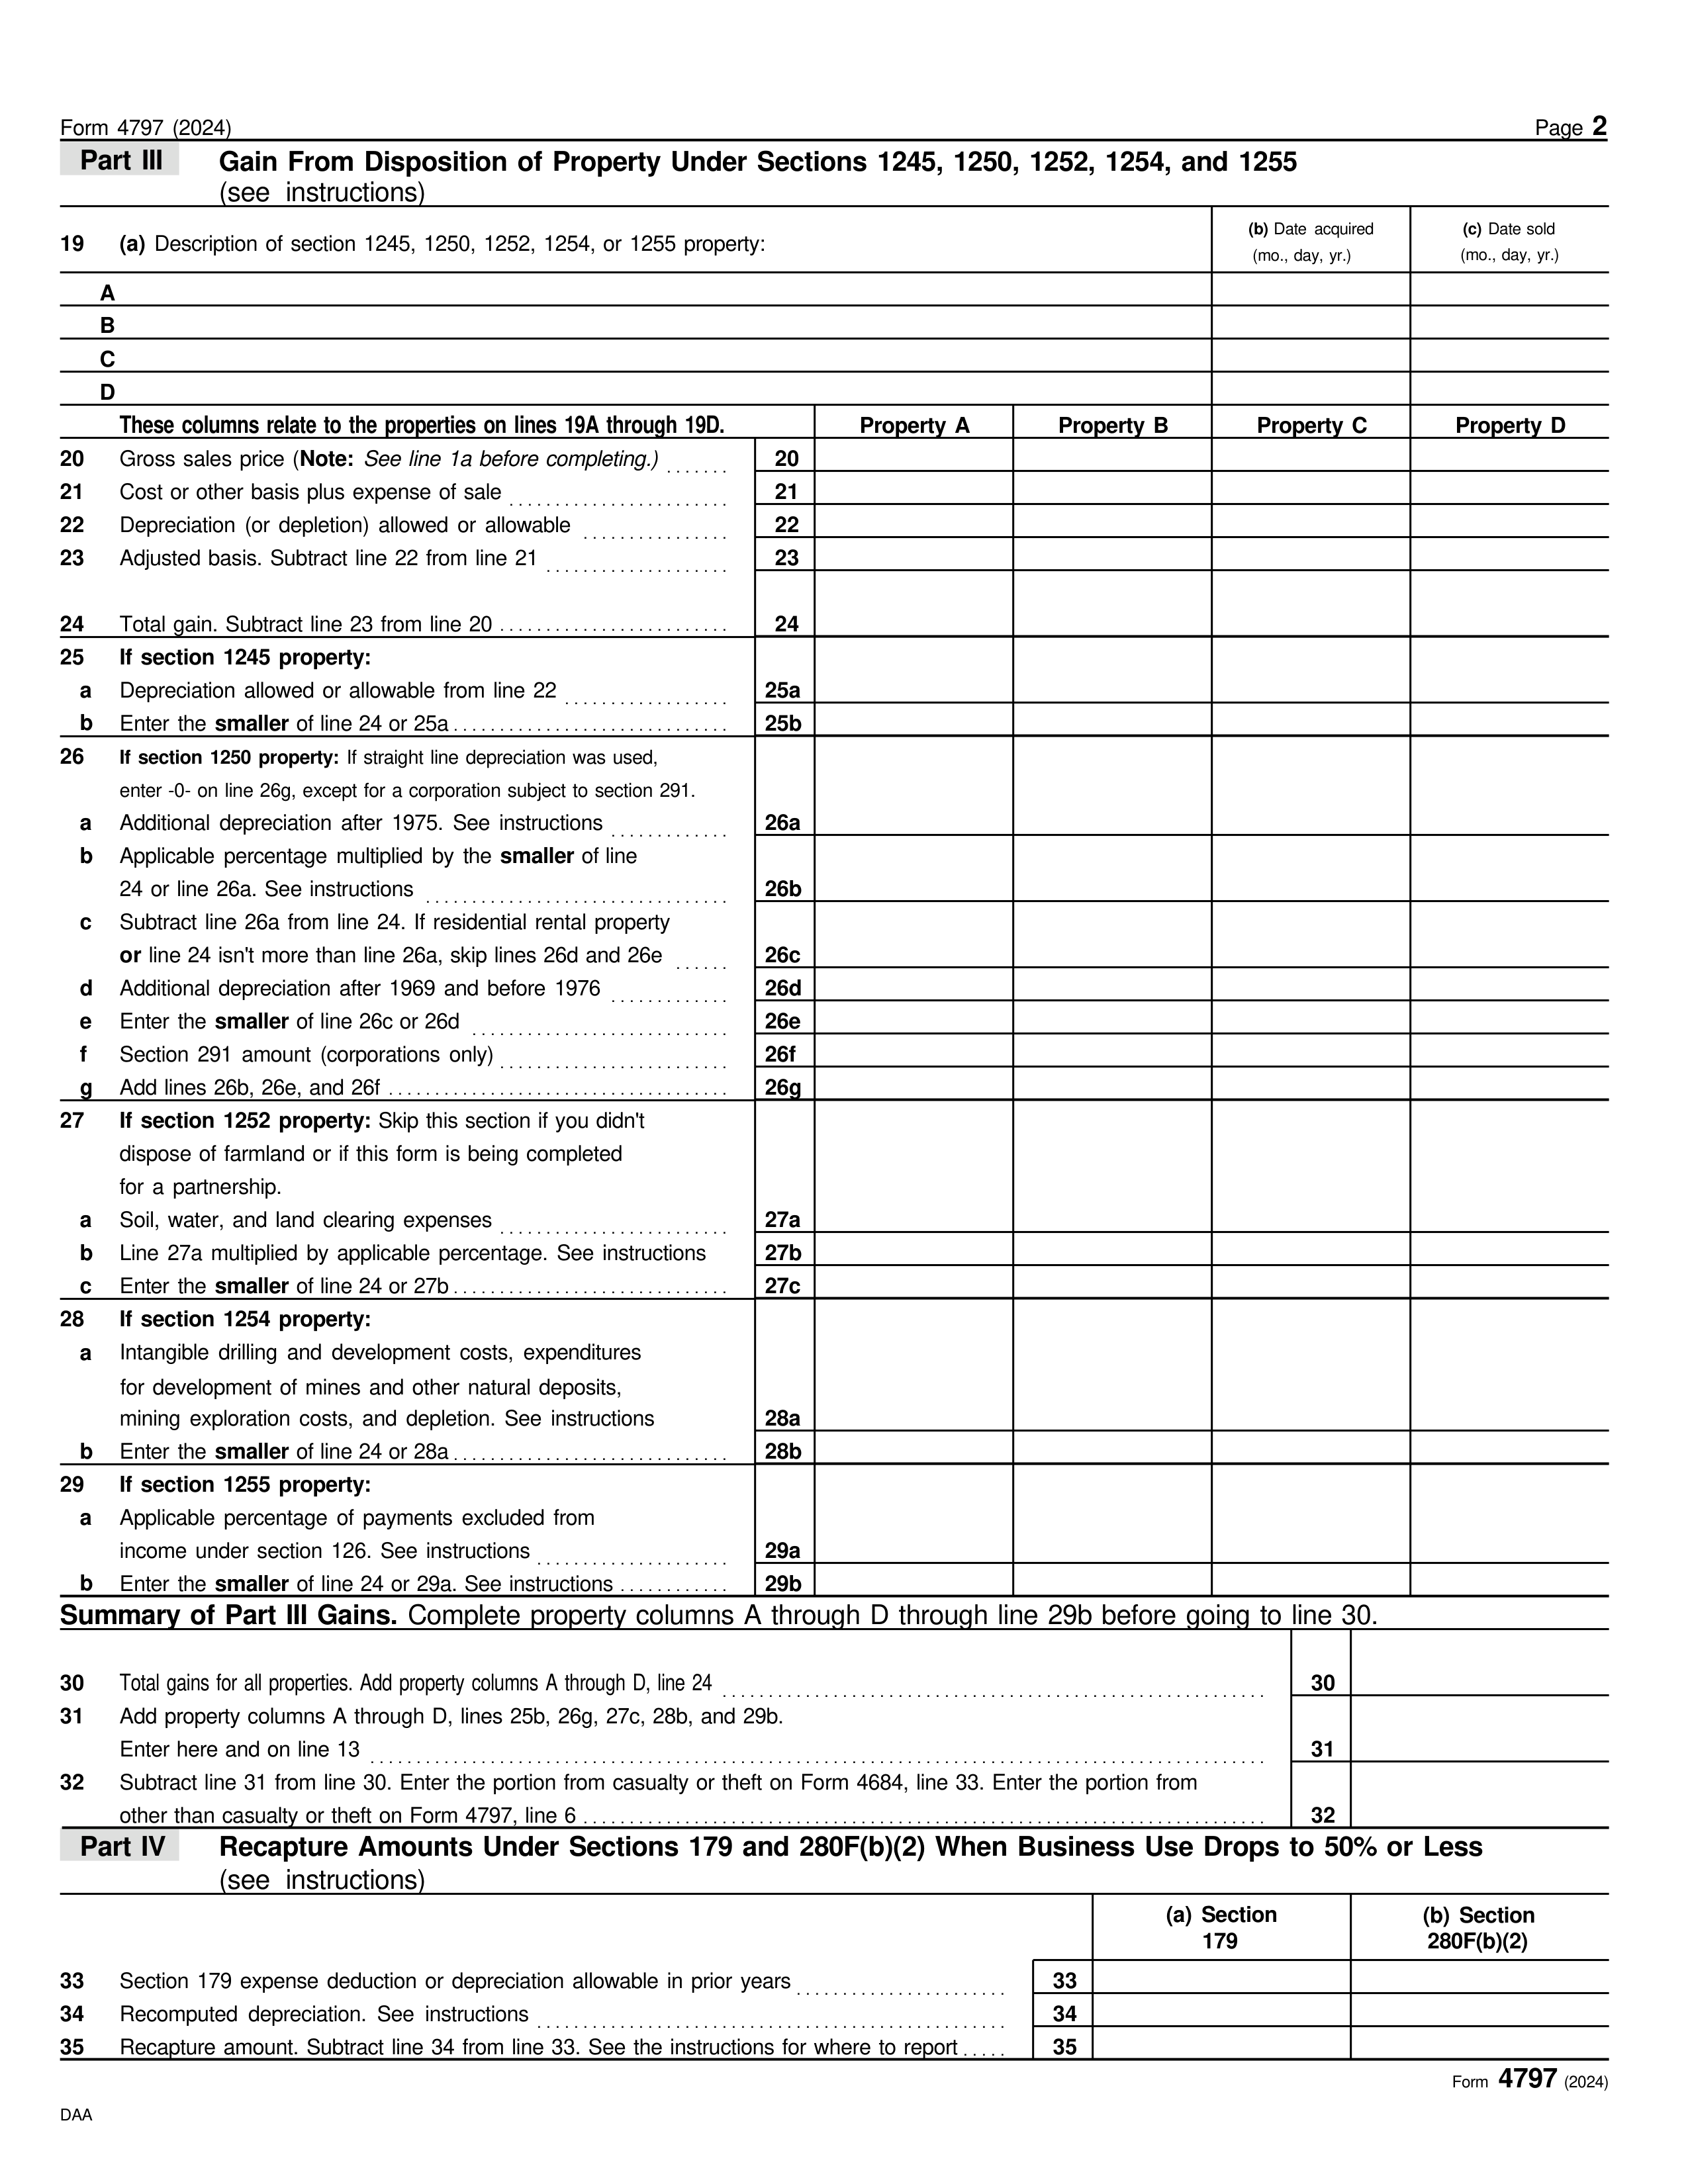 Form 4797 (2024) Page 2
Part III Gain From Disposition of Property Under Sections 1245, 1250, 1252, 1254, and 1255
(see instructions)
19 (a) Description of section 1245, 1250, 1252, 1254, or 1255 property: (b) Date acquired (mo., day, yr.) (c) Date sold (mo., day, yr.)
A
B
C
D
These columns relate to the properties on lines 19A through 19D. Property A Property B Property C Property D
20 Gross sales price (Note: See line 1a before completing.) 20
21 Cost or other basis plus expense of sale 21
22 Depreciation (or depletion) allowed or allowable 22
23 Adjusted basis. Subtract line 22 from line 21 23
24 Total gain. Subtract line 23 from line 20 24
25 If section 1245 property:
a Depreciation allowed or allowable from line 22 25a
b Enter the smaller of line 24 or 25a 25b
26 If section 1250 property: If straight line depreciation was used,
enter -0- on line 26g, except for a corporation subject to section 291.
a Additional depreciation after 1975. See instructions 26a
b Applicable percentage multiplied by the smaller of line
24 or line 26a. See instructions 26b
c Subtract line 26a from line 24. If residential rental property
or line 24 isn't more than line 26a, skip lines 26d and 26e 26c
d Additional depreciation after 1969 and before 1976 26d
e Enter the smaller of line 26c or 26d 26e
f Section 291 amount (corporations only) 26f
g Add lines 26b, 26e, and 26f 26g
27 If section 1252 property: Skip this section if you didn't
dispose of farmland or if this form is being completed
for a partnership.
a Soil, water, and land clearing expenses 27a
b Line 27a multiplied by applicable percentage. See instructions 27b
c Enter the smaller of line 24 or 27b 27c
28 If section 1254 property:
a Intangible drilling and development costs, expenditures
for development of mines and other natural deposits,
mining exploration costs, and depletion. See instructions 28a
b Enter the smaller of line 24 or 28a 28b
29 If section 1255 property:
a Applicable percentage of payments excluded from
income under section 126. See instructions 29a
b Enter the smaller of line 24 or 29a. See instructions 29b
Summary of Part III Gains. Complete property columns A through D through line 29b before going to line 30.
30 Total gains for all properties. Add property columns A through D, line 24 30
31 Add property columns A through D, lines 25b, 26g, 27c, 28b, and 29b.
Enter here and on line 13 31
32 Subtract line 31 from line 30. Enter the portion from casualty or theft on Form 4684, line 33. Enter the portion from
other than casualty or theft on Form 4797, line 6 32
Part IV Recapture Amounts Under Sections 179 and 280F(b)(2) When Business Use Drops to 50% or Less
(see instructions)
(a) Section 179 (b) Section 280F(b)(2)
33 Section 179 expense deduction or depreciation allowable in prior years 33
34 Recomputed depreciation. See instructions 34
35 Recapture amount. Subtract line 34 from line 33. See the instructions for where to report 35
Form 4797 (2024)
DAA